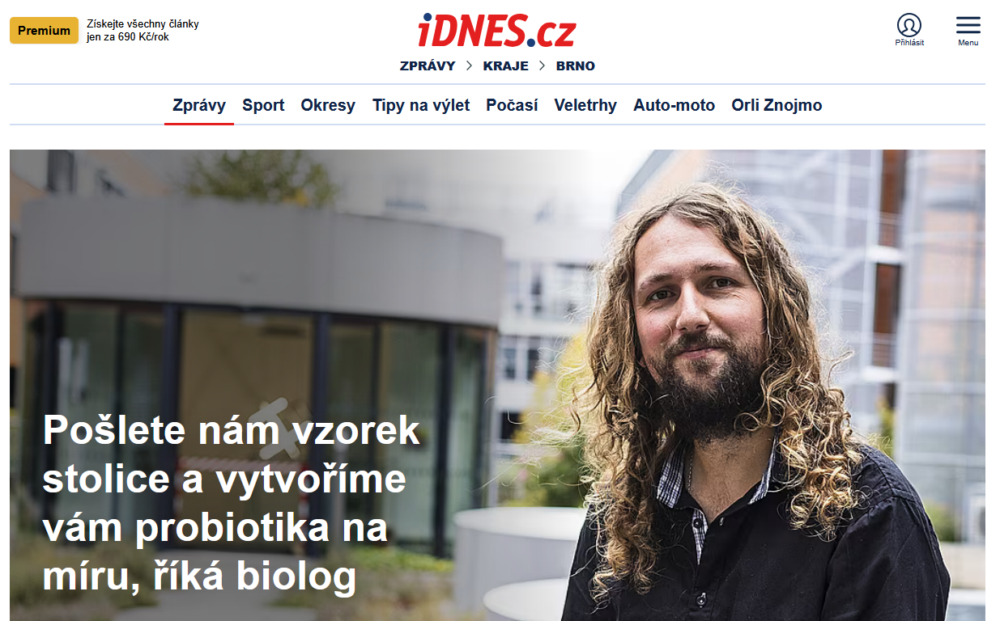 Premium
Získejte všechny články
jen za 690 Kč/rok
iDNES.cz
Přihlásit
Menu
ZPRÁVY > KRAJE > BRNO
Zprávy Sport Okresy Tipy na výlet Počasí Veletrhy Auto-moto Orli Znojmo
Pošlete nám vzorek
stolice a vytvoříme
vám probiotika na
míru, říká biolog